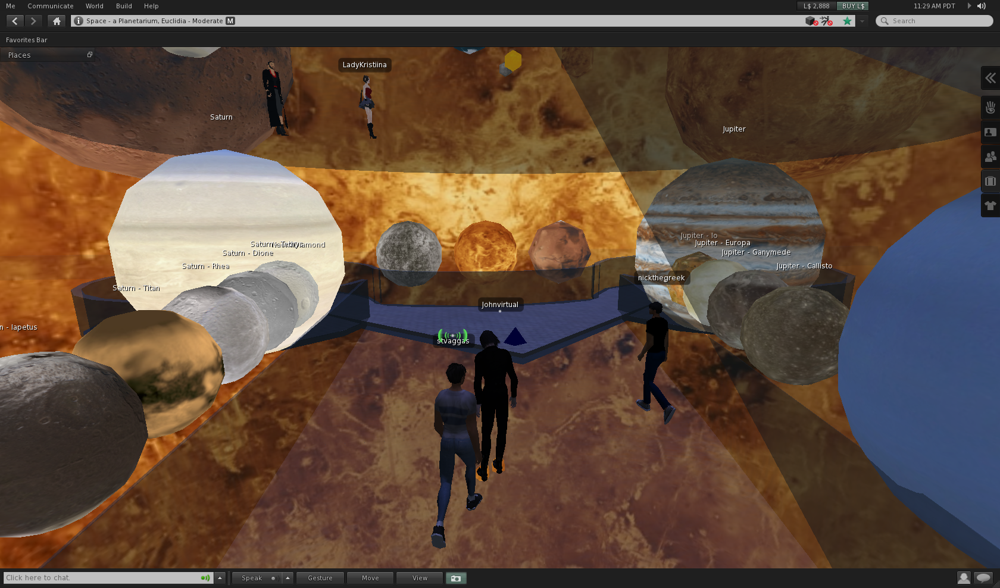 Me Communicate World Build Help
L$ 2,888 BUY L$ 11:29 AM PDT
Space - a Planetarium, Euclidia - Moderate M
Search
Favorites Bar
Places
LadyKristiina
Saturn
Jupiter
Jupiter - Io
Saturn - Tethys
Jupiter - Europa
Saturn - Dione
Jupiter - Ganymede
Saturn - Rhea
Jupiter - Callisto
nickthegreek
Saturn - Titan
Johnvirtual
n - Iapetus
stvaggas
Click here to chat.
Speak Gesture Move View